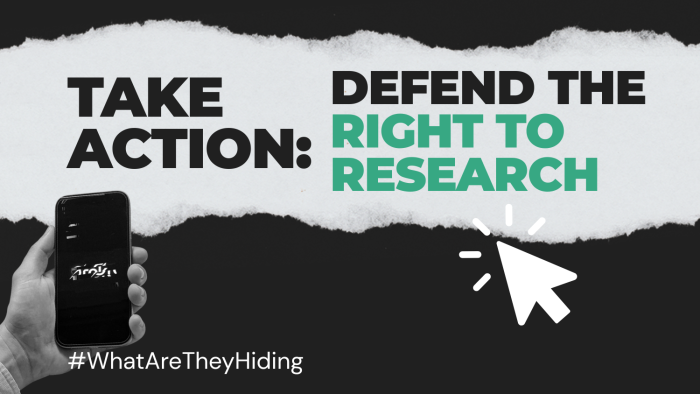 TAKE
ACTION:
DEFEND THE
RIGHT TO
RESEARCH
#WhatAreTheyHiding